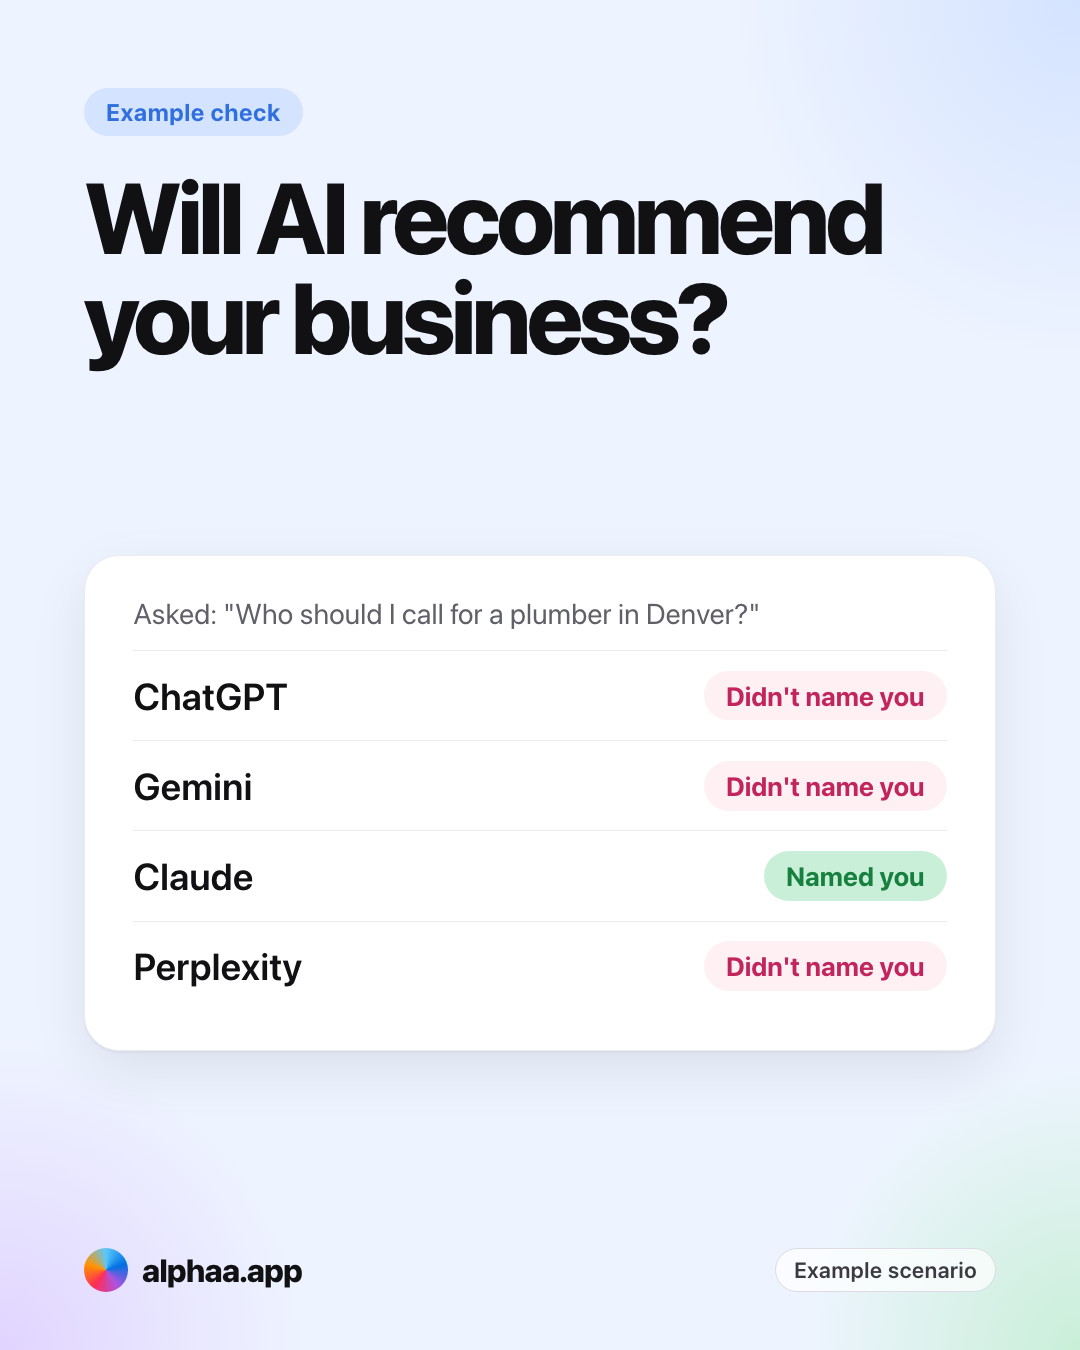 Example check
Will AI recommend
your business?
Asked: "Who should I call for a plumber in Denver?"
ChatGPT Didn't name you
Gemini Didn't name you
Claude Named you
Perplexity Didn't name you
alphaa.app Example scenario